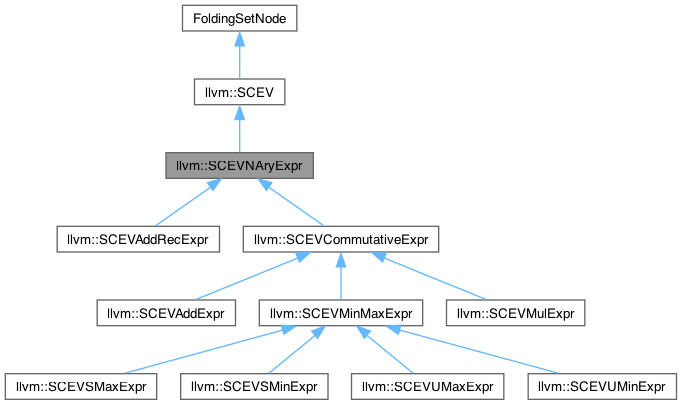 FoldingSetNode
llvm::SCEV
llvm::SCEVNAryExpr
llvm::SCEVAddRecExpr
llvm::SCEVCommutativeExpr
llvm::SCEVAddExpr
llvm::SCEVMinMaxExpr
llvm::SCEVMulExpr
llvm::SCEVSMaxExpr
llvm::SCEVSMinExpr
llvm::SCEVUMaxExpr
llvm::SCEVUMinExpr